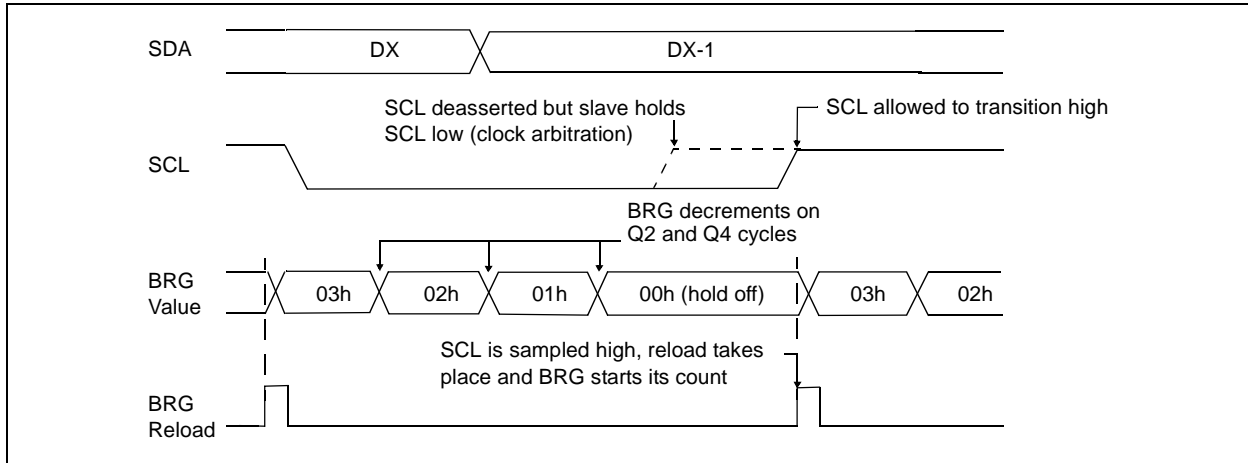 SDA
DX
DX-1
SCL deasserted but slave holds
SCL low (clock arbitration)
SCL allowed to transition high
SCL
BRG decrements on
Q2 and Q4 cycles
BRG
Value
03h
02h
01h
00h (hold off)
03h
02h
SCL is sampled high, reload takes
place and BRG starts its count
BRG
Reload